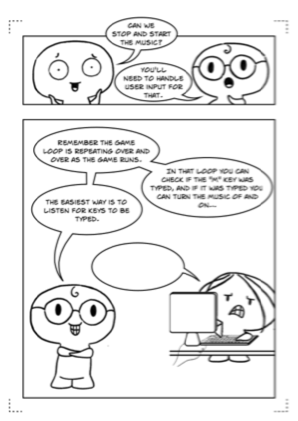 CAN WE
STOP AND START
THE MUSIC?
YOU'LL
NEED TO HANDLE
USER INPUT FOR
THAT.
REMEMBER THE GAME
LOOP IS REPEATING OVER AND
OVER AS THE GAME RUNS.
IN THAT LOOP YOU CAN
CHECK IF THE "M" KEY WAS
TYPED, AND IF IT WAS TYPED YOU
CAN TURN THE MUSIC OF AND
ON...
THE EASIEST WAY IS TO
LISTEN FOR KEYS TO BE
TYPED.